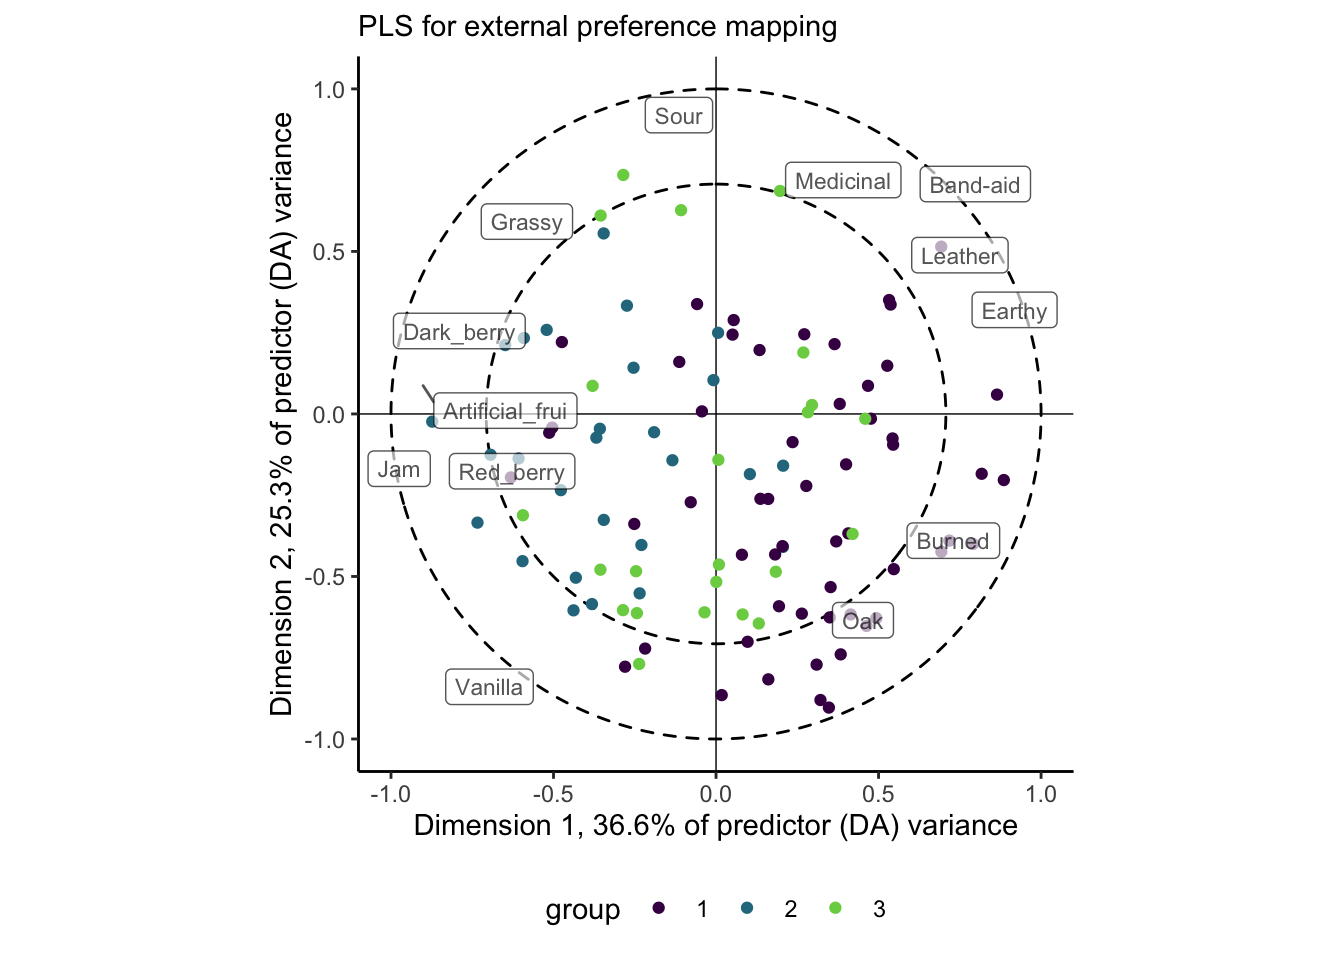 PLS for external preference mapping
Dimension 2, 25.3% of predictor (DA) variance
1.0
0.5
0.0
-0.5
-1.0
Sour
Medicinal
Band-aid
Grassy
Leather
Earthy
Dark_berry
Artificial_frui
Jam
Red_berry
Burned
Oak
Vanilla
-1.0
-0.5
0.0
0.5
1.0
Dimension 1, 36.6% of predictor (DA) variance
group 1 2 3